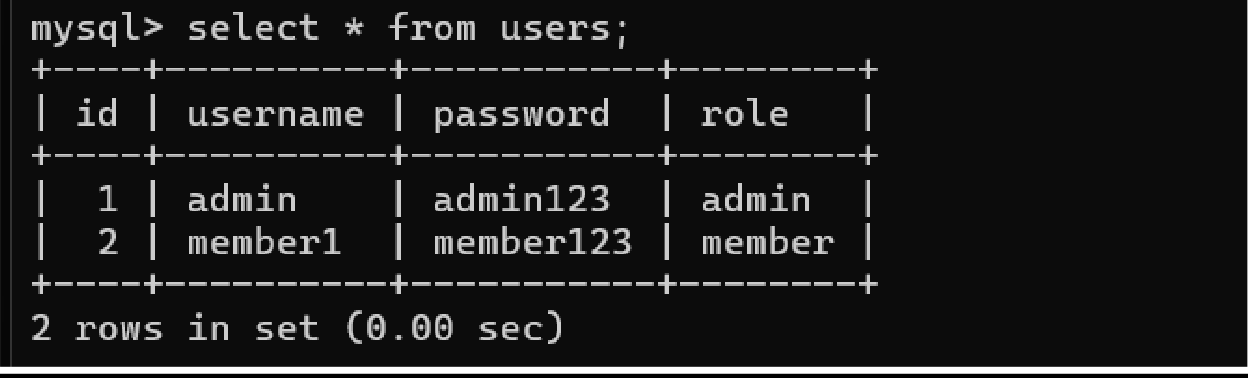 mysql> select * from users;
+----+----------+-----------+--------+
| id | username | password  | role   |
+----+----------+-----------+--------+
|  1 | admin    | admin123  | admin  |
|  2 | member1  | member123 | member |
+----+----------+-----------+--------+
2 rows in set (0.00 sec)